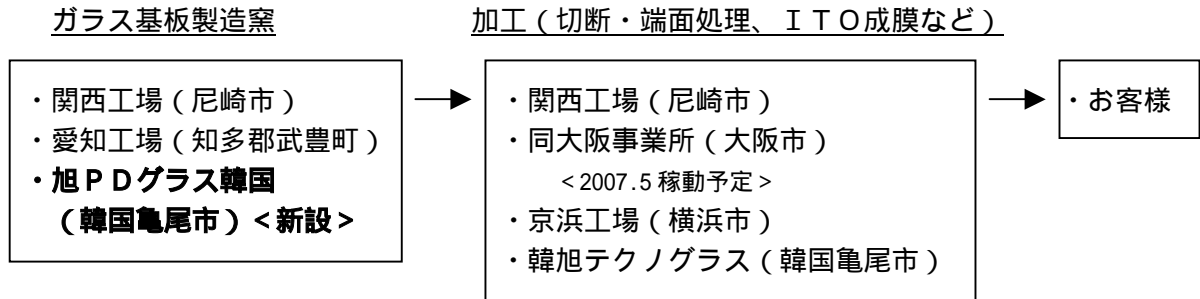 ガラス基板製造窯
加工(切断・端面処理、ITO成膜など)
・関西工場(尼崎市)
・愛知工場(知多郡武豊町)
・旭PDグラス韓国
(韓国亀尾市)<新設>
・関西工場(尼崎市)
・同大阪事業所(大阪市)
<2007.5 稼動予定>
・京浜工場(横浜市)
・韓旭テクノグラス(韓国亀尾市)
・お客様